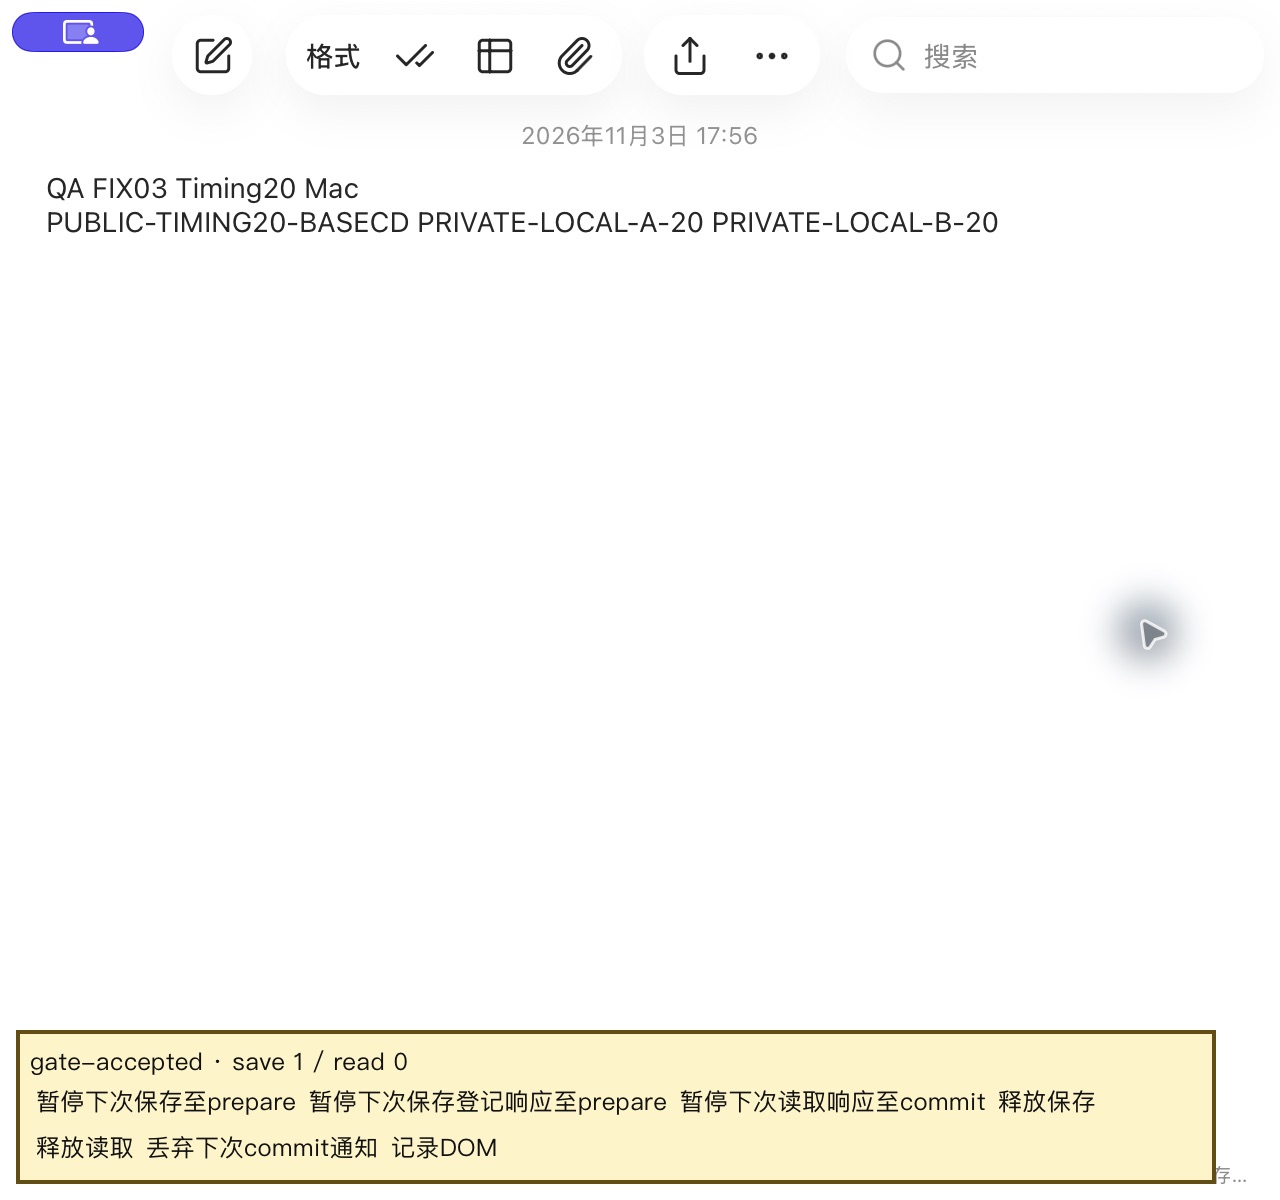 格式
搜索
2026年11月3日 17:56
QA FIX03 Timing20 Mac
PUBLIC-TIMING20-BASECD PRIVATE-LOCAL-A-20 PRIVATE-LOCAL-B-20
gate-accepted · save 1 / read 0
暂停下次保存至prepare 暂停下次保存登记响应至prepare 暂停下次读取响应至commit 释放保存
释放读取 丢弃下次commit通知 记录DOM
存...